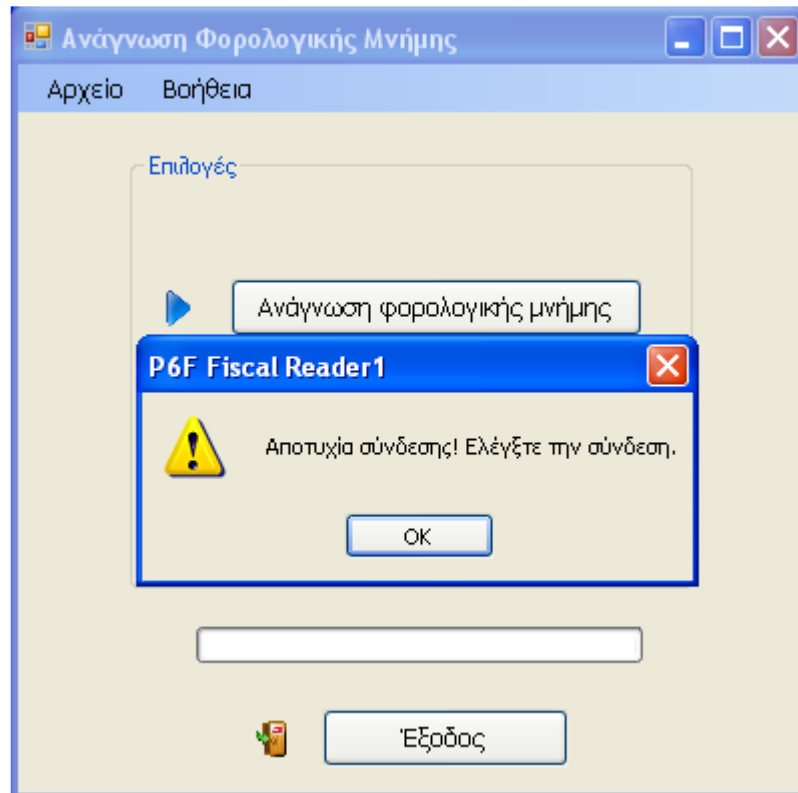 Ανάγνωση Φορολογικής Μνήμης
Αρχείο Βοήθεια
Επιλογές
Ανάγνωση φορολογικής μνήμης
P6F Fiscal Reader1
Αποτυχία σύνδεσης! Ελέγξτε την σύνδεση.
OK
Έξοδος